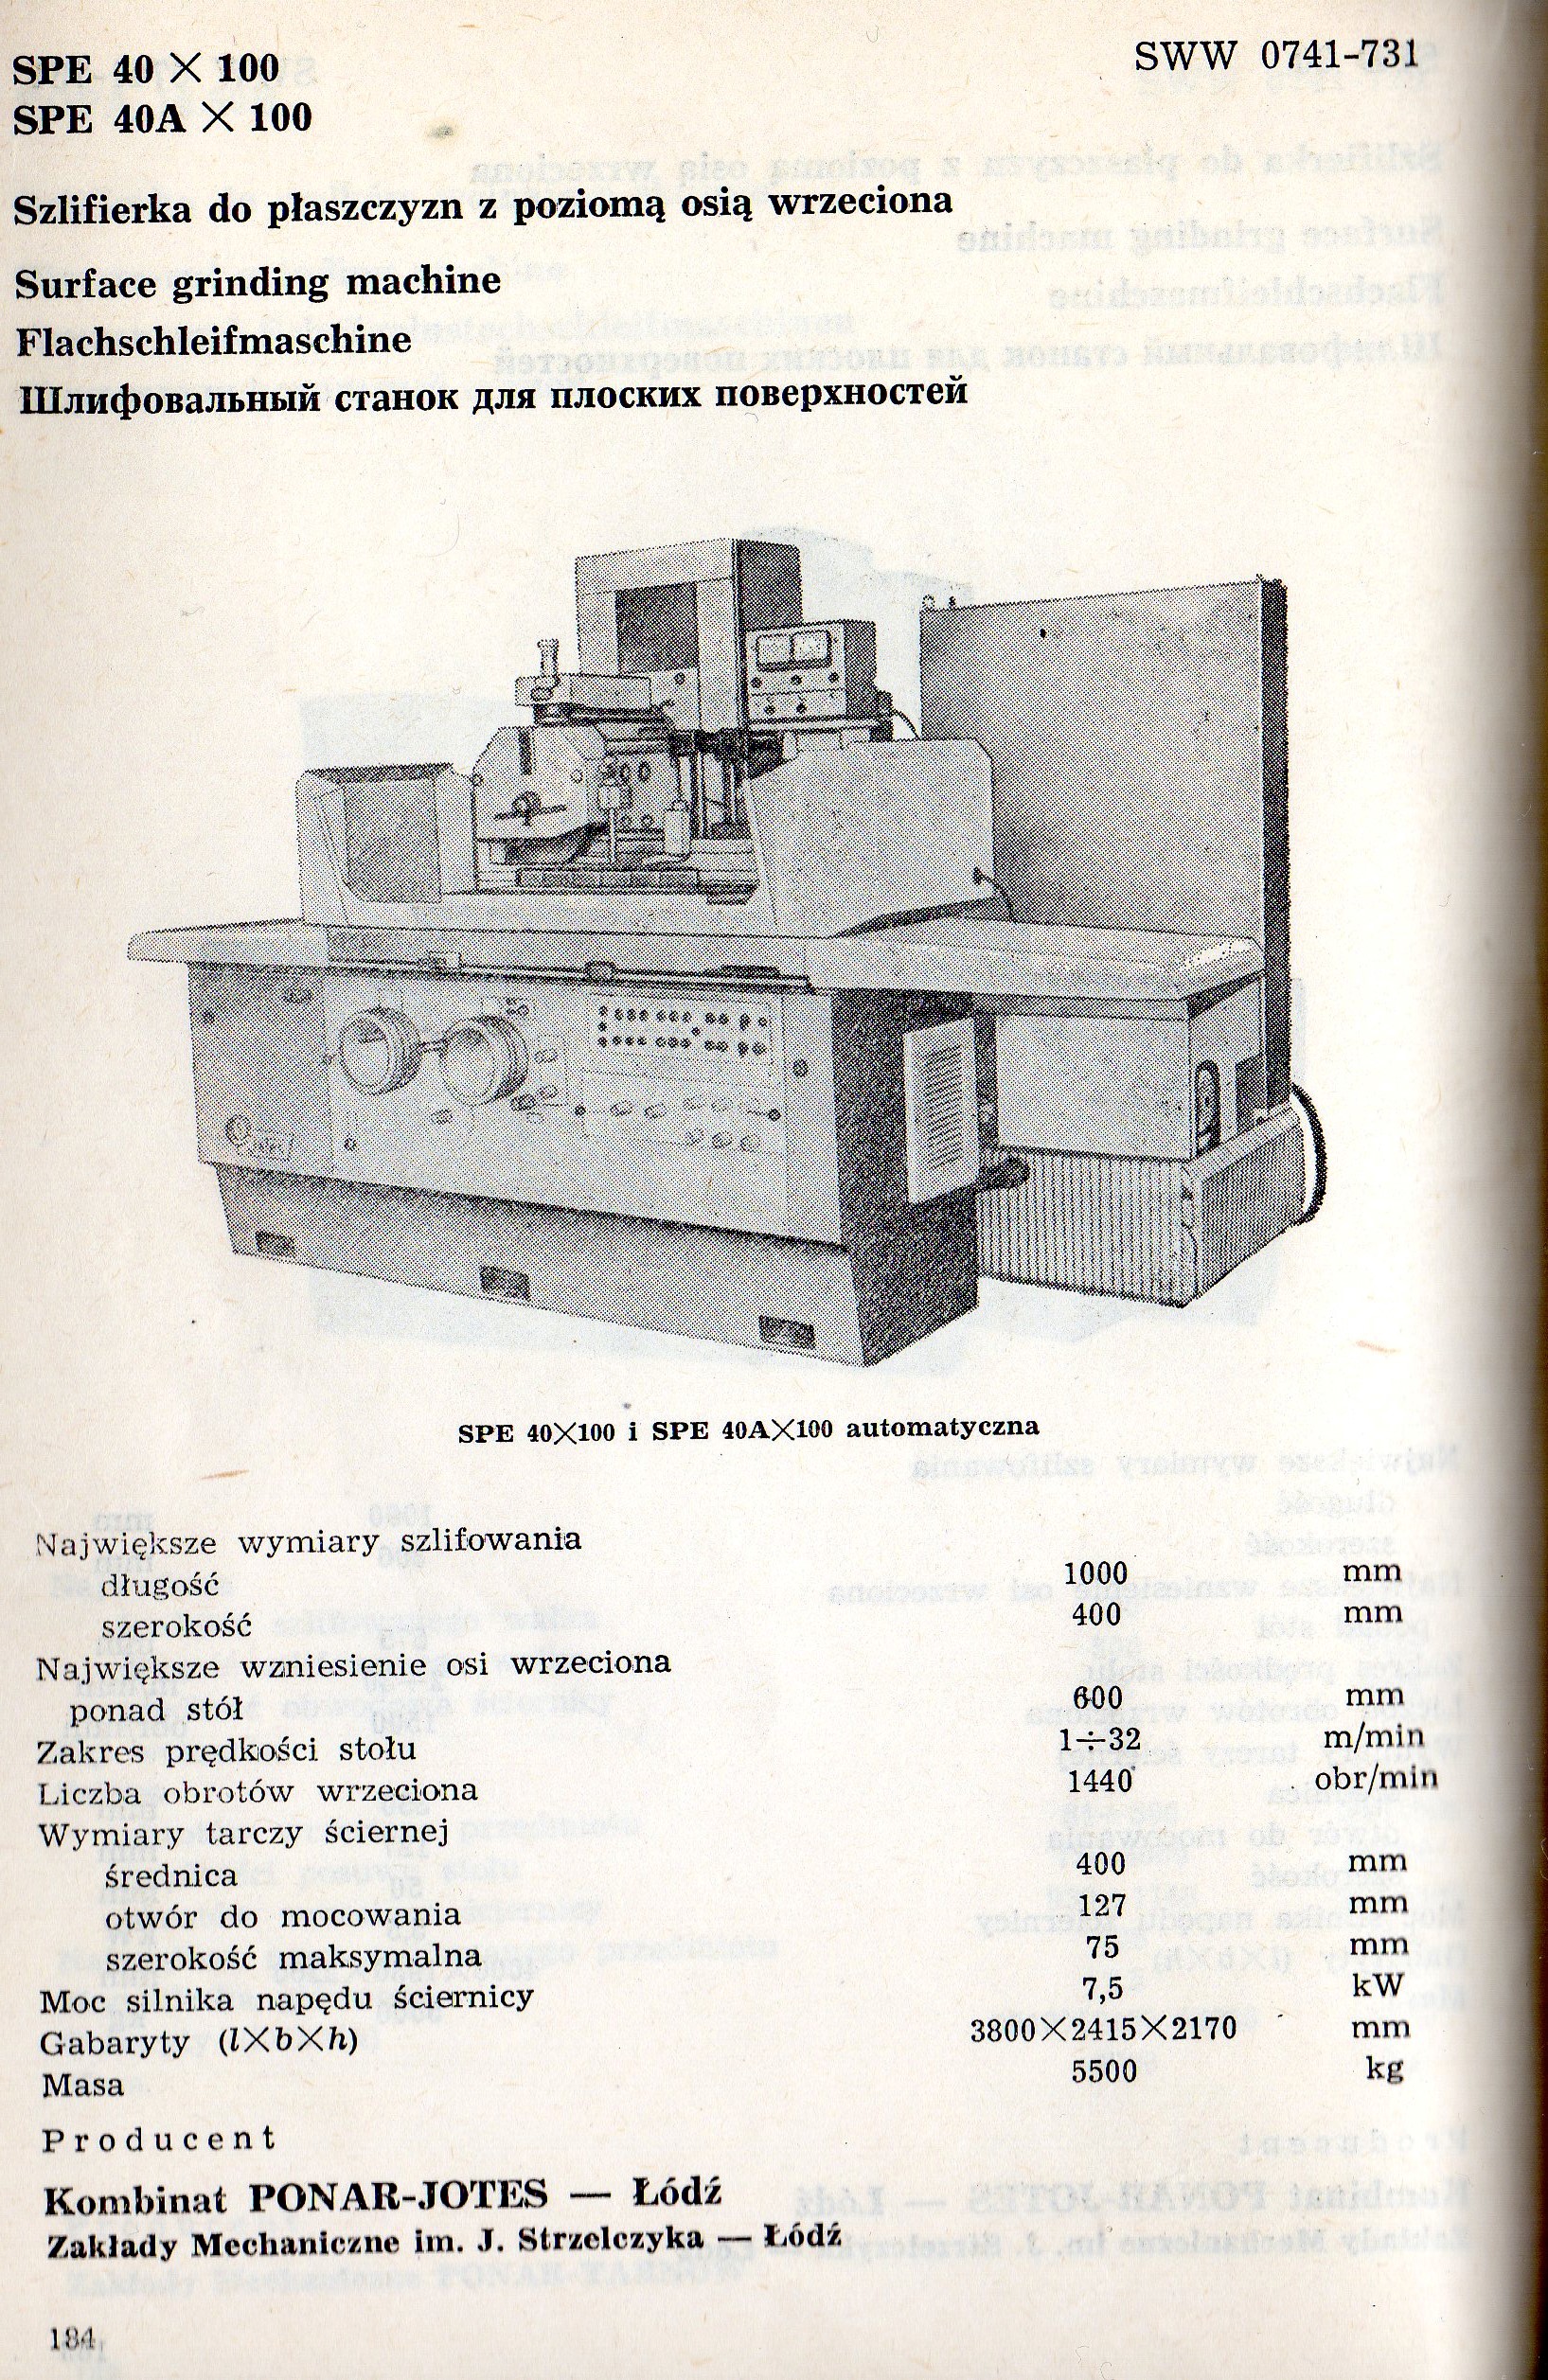 SPE 40 × 100
SWW 0741-731
SPE 40A × 100
Szlifierka do płaszczyzn z poziomą osią wrzeciona
Surface grinding machine
Flachschleifmaschine
Шлифовальный станок для плоских поверхностей
SPE 40×100 i SPE 40A×100 automatyczna
Największe wymiary szlifowania
długość 1000 mm
szerokość 400 mm
Największe wzniesienie osi wrzeciona
ponad stół 600 mm
Zakres prędkości stołu 1÷32 m/min
Liczba obrotów wrzeciona 1440 obr/min
Wymiary tarczy ściernej
średnica 400 mm
otwór do mocowania 127 mm
szerokość maksymalna 75 mm
Moc silnika napędu ściernicy 7,5 kW
Gabaryty (l×b×h) 3800×2415×2170 mm
Masa 5500 kg
Producent
Kombinat PONAR-JOTES — Łódź
Zakłady Mechaniczne im. J. Strzelczyka — Łódź
184